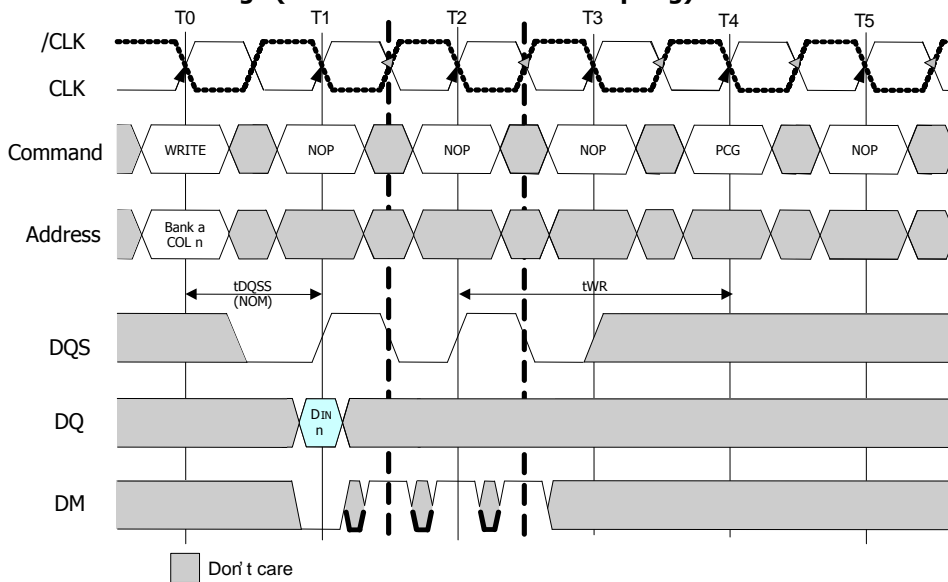 T0 T1 T2 T3 T4 T5
/CLK
CLK
Command WRITE NOP NOP NOP PCG NOP
Address Bank a
COL n
tDQSS
(NOM)
tWR
DQS
DQ DIN
n
DM
Don't care